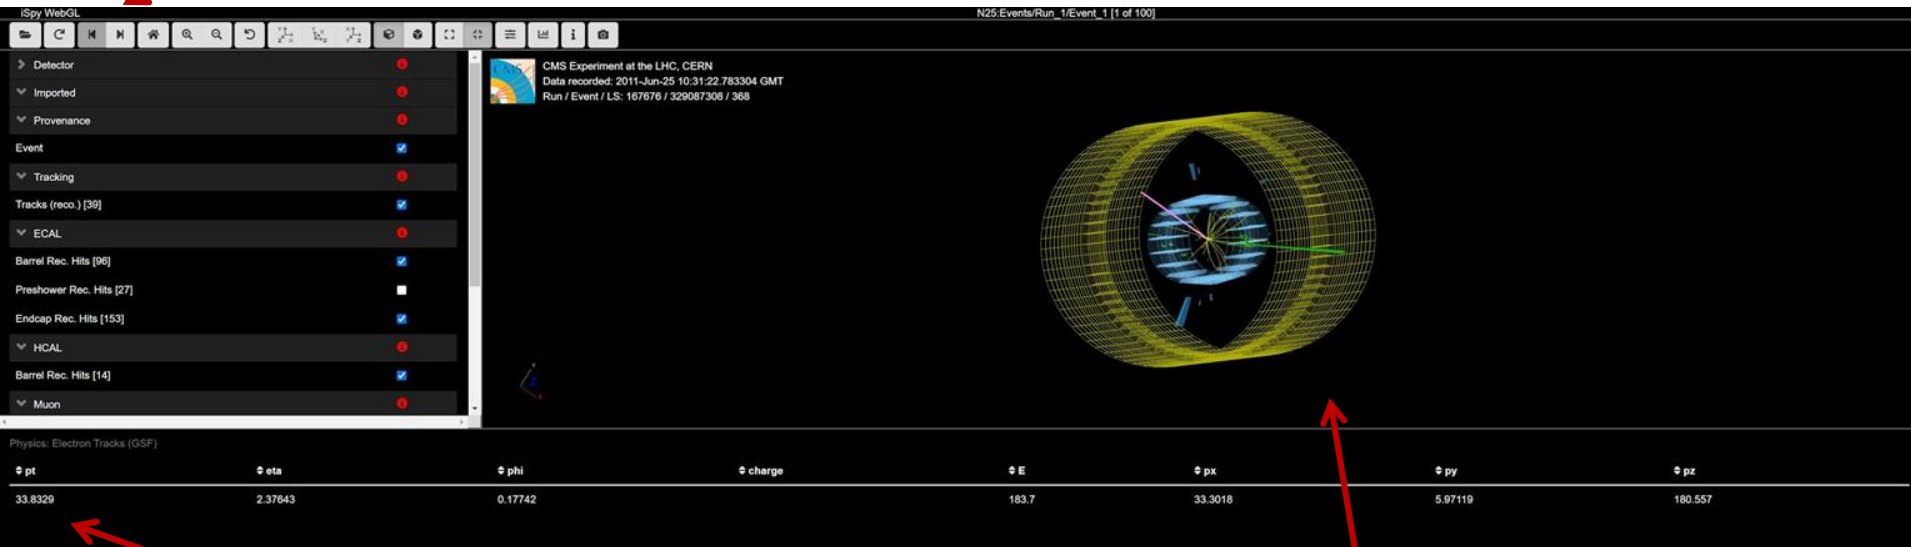 iSpy WebGL
N25:Events/Run_1/Event_1 [1 of 100]
Detector
Imported
Provenance
Event
Tracking
Tracks (reco.) [39]
ECAL
Barrel Rec. Hits [96]
Preshower Rec. Hits [27]
Endcap Rec. Hits [153]
HCAL
Barrel Rec. Hits [14]
Muon
CMS
CMS Experiment at the LHC, CERN
Data recorded: 2011-Jun-25 10:31:22.783304 GMT
Run / Event / LS: 167676 / 329087308 / 368
Physics: Electron Tracks (GSF)
pt eta phi charge E px py pz
33.8329 2.37643 0.17742 183.7 33.3018 5.97119 180.557